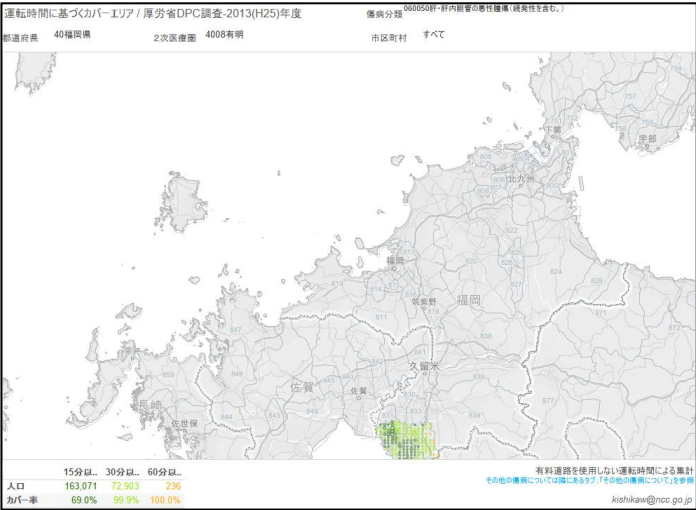 運転時間に基づくカバーエリア / 厚労省DPC調査-2013(H25)年度
傷病分類 060050肝・肝内胆管の悪性腫瘍(続発性を含む。)
都道府県 40福岡県 2次医療圏 4008有明 市区町村 すべて
下関
宇部
北九州
福岡
筑紫野
福岡
久留米
佐賀
佐賀
長崎
佐世保
15分以.. 30分以.. 60分以..
人口 163,071 72,903 236
カバー率 69.0% 99.9% 100.0%
有料道路を使用しない運転時間による集計
その他の傷病については隣にあるタブ:「その他の傷病について」を参照
kishikaw@ncc.go.jp